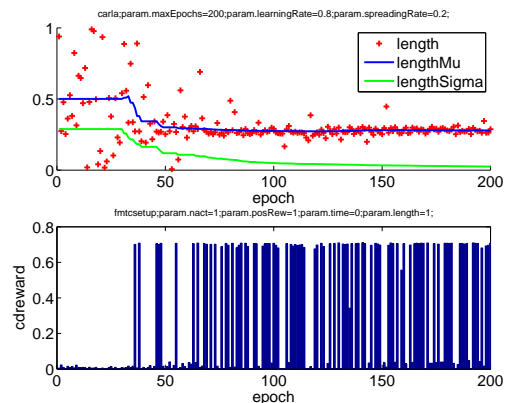 carla;param.maxEpochs=200;param.learningRate=0.8;param.spreadingRate=0.2;
1
0.5
0
0 50 100 150 200
epoch
length
lengthMu
lengthSigma
fmtcsetup;param.nact=1;param.posRew=1;param.time=0;param.length=1;
0.8
0.6
0.4
0.2
0
0 50 100 150 200
epoch
cdreward